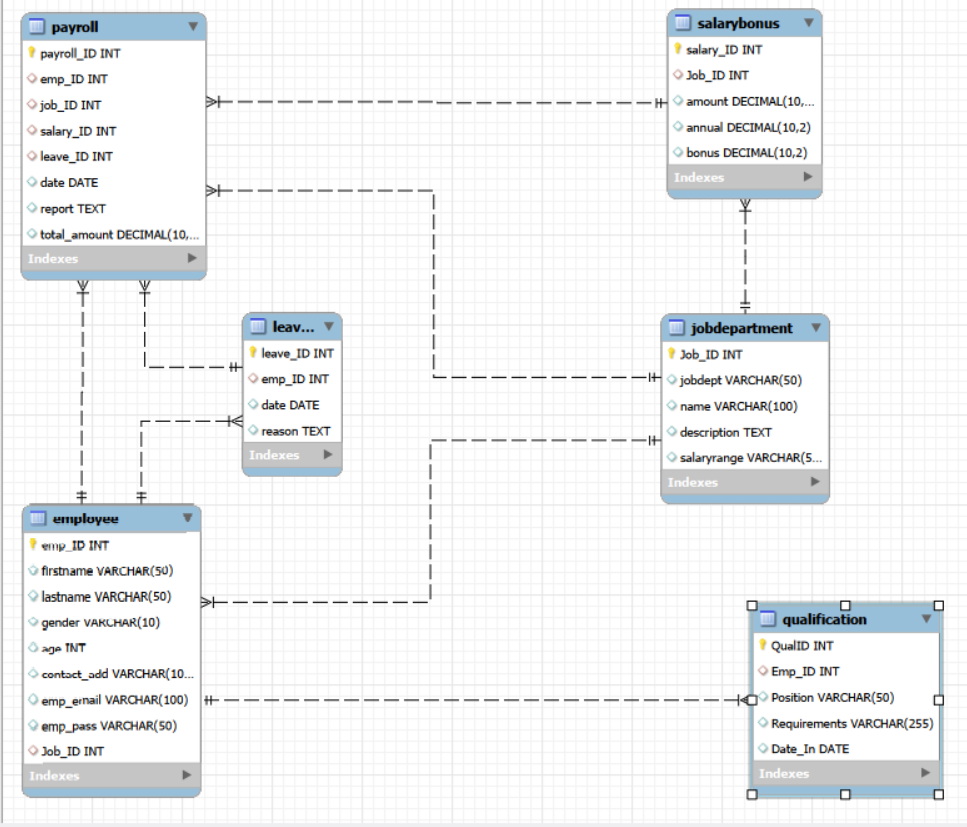 payroll
payroll_ID INT
emp_ID INT
job_ID INT
salary_ID INT
leave_ID INT
date DATE
report TEXT
total_amount DECIMAL(10,...
Indexes
salarybonus
salary_ID INT
Job_ID INT
amount DECIMAL(10,...
annual DECIMAL(10,2)
bonus DECIMAL(10,2)
Indexes
leav...
leave_ID INT
emp_ID INT
date DATE
reason TEXT
Indexes
jobdepartment
Job_ID INT
jobdept VARCHAR(50)
name VARCHAR(100)
description TEXT
salaryrange VARCHAR(5...
Indexes
employee
emp_ID INT
firstname VARCHAR(50)
lastname VARCHAR(50)
gender VARCHAR(10)
age INT
contact_add VARCHAR(10...
emp_email VARCHAR(100)
emp_pass VARCHAR(50)
Job_ID INT
Indexes
qualification
QualID INT
Emp_ID INT
Position VARCHAR(50)
Requirements VARCHAR(255)
Date_In DATE
Indexes